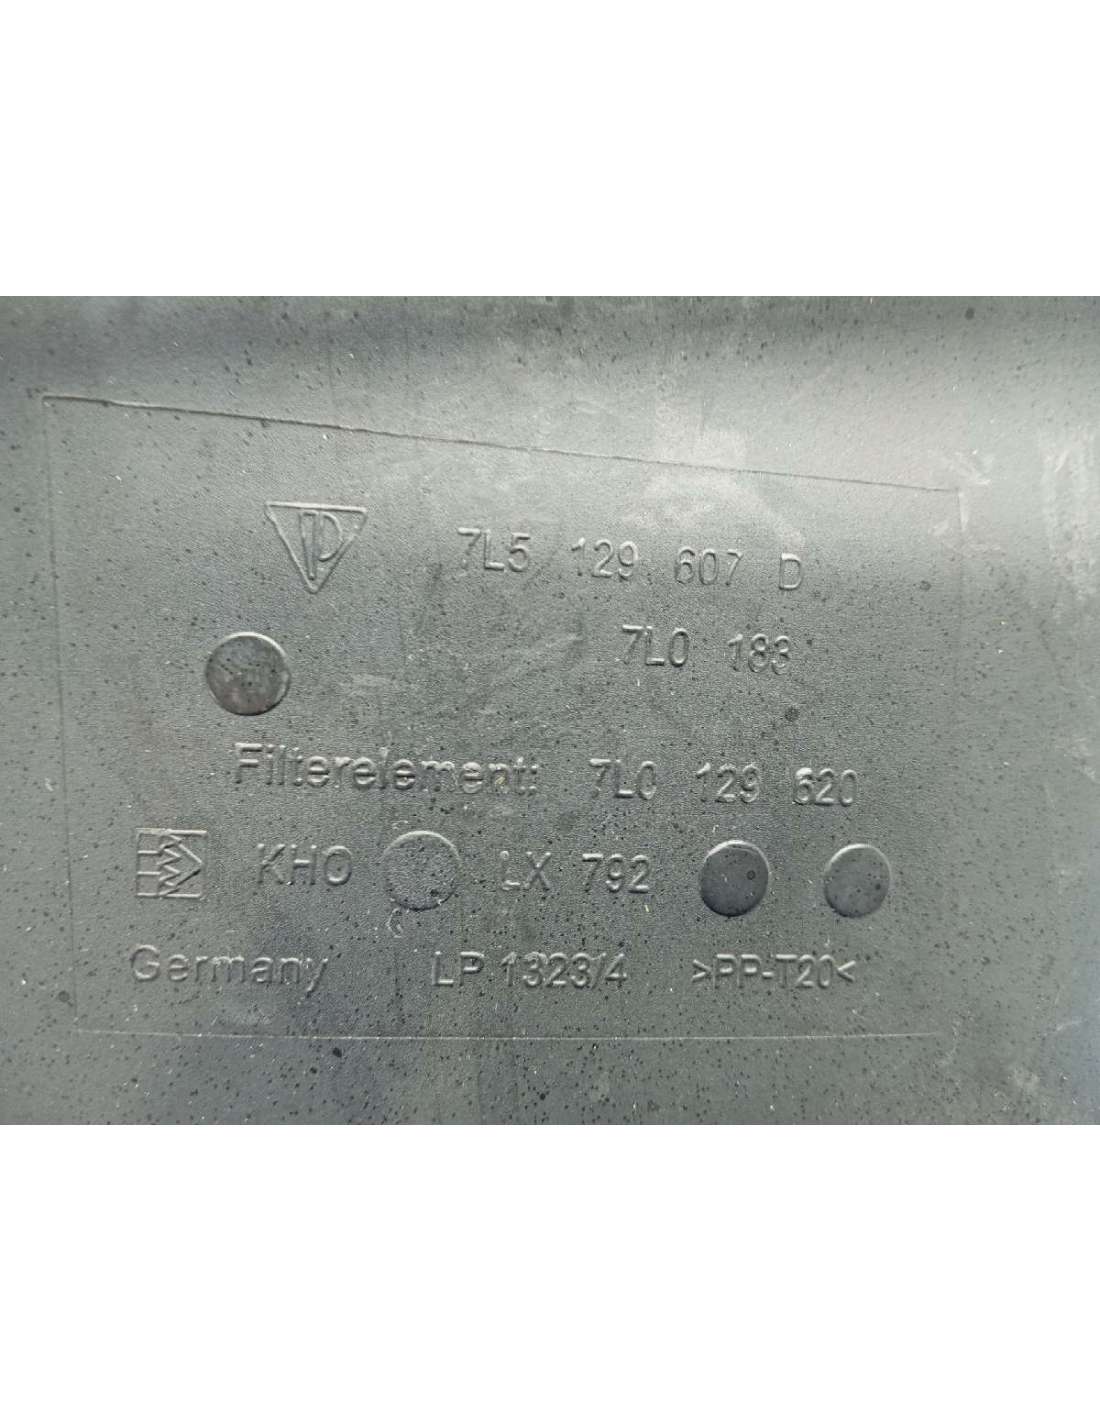 7L5 129 607 D
7L0 183
Filterelement: 7L0 129 620
KHO LX 792
Germany LP 1323/4 >PP-T20<